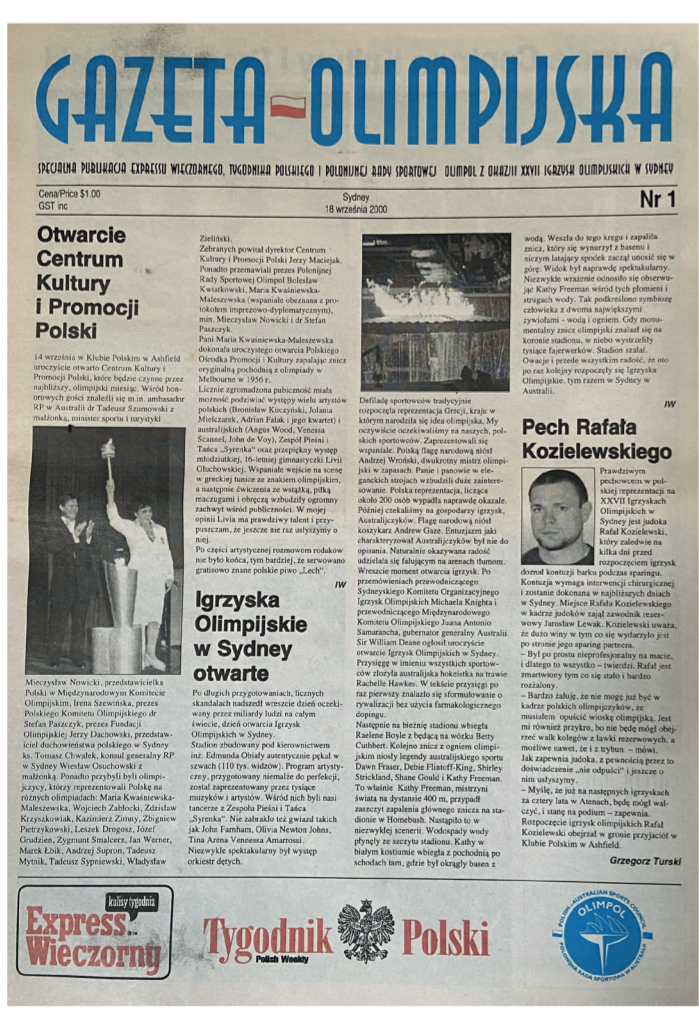 GAZETA OLIMPIJSKA
SPECJALNA PUBLIKACJA EXPRESSU WIECZORNEGO, TYGODNIKA POLSKIEGO I POLONIJNEJ RADY SPORTOWEJ OLIMPOL Z OKAZJI XXVII IGRZYSK OLIMPIJSKICH W SYDNEY
Cena/Price $1.00
GST inc
Sydney
18 września 2000
Nr 1
Otwarcie
Centrum
Kultury
i Promocji
Polski
14 września w Klubie Polskim w Ashfield
uroczyście otwarto Centrum Kultury i
Promocji Polski, które będzie czynne przez
najbliższy, olimpijski miesiąc. Wśród hon-
orowych gości znaleźli się m.in. ambasador
RP w Australii dr Tadeusz Szumowski z
małżonką, minister sportu i turystyki
Mieczysław Nowicki, przedstawicielka
Polski w Międzynarodowym Komitecie
Olimpijskim, Irena Szewińska, prezes
Polskiego Komitetu Olimpijskiego dr
Stefan Paszczyk, prezes Fundacji
Olimpijskiej Jerzy Dachowski, przedstaw-
iciel duchowieństwa polskiego w Sydney
ks. Tomasz Chwałek, konsul generalny RP
w Sydney Wiesław Osuchowski z
małżonką. Ponadto przybyli byli olimpi-
jczycy, którzy reprezentowali Polskę na
różnych olimpiadach: Maria Kwaśniewska-
Maleszewska, Wojciech Zabłocki, Zdzisław
Krzyszkowiak, Kazimierz Zimny, Zbigniew
Pietrzykowski, Leszek Drogosz, Józef
Grudzień, Zygmunt Smalcerz, Jan Werner,
Marek Łbik, Andrzej Supron, Tadeusz
Mytnik, Tadeusz Sypniewski, Władysław
Zieliński.
Zebranych powitał dyrektor Centrum
Kultury i Promocji Polski Jerzy Maciejak.
Ponadto przemawiali prezes Polonijnej
Rady Sportowej Olimpol Bolesław
Kwiatkowski, Maria Kwaśniewska-
Maleszewska (wspaniale obeznana z pro-
tokołem imprezowo-dyplomatycznym),
min. Mieczysław Nowicki i dr Stefan
Paszczyk.
Pani Maria Kwaśniewska-Maleszewska
dokonała uroczystego otwarcia Polskiego
Ośrodka Promocji i Kultury zapalając znicz
oryginalną pochodnią z olimpiady w
Melbourne w 1956 r.
Licznie zgromadzona publiczność miała
możność podziwiać występy wielu artystów
polskich (Bronisław Kuczyński, Jolanta
Mielczarek, Adrian Falak i jego kwartet) i
australijskich (Angus Wood, Venessa
Scannel, John de Voy), Zespół Pieśni i
Tańca „Syrenka" oraz przepiękny występ
młodziutkiej, 16-letniej gimnastyczki Livii
Głuchowskiej. Wspaniałe wejście na scenę
w greckiej tunice ze znakiem olimpijskim,
a następnie ćwiczenia ze wstążką, piłką
maczugami i obręczą wzbudziły ogromny
zachwyt wśród publiczności. W mojej
opinii Livia ma prawdziwy talent i przy-
puszczam, że jeszcze nie raz usłyszymy o
niej.
Po części artystycznej rozmowom rodaków
nie było końca, tym bardziej, że serwowano
gratisowo znane polskie piwo „Lech".
IW
Igrzyska
Olimpijskie
w Sydney
otwarte
Po długich przygotowaniach, licznych
skandalach nadszedł wreszcie dzień oczeki-
wany przez miliardy ludzi na całym
świecie, dzień otwarcia Igrzysk
Olimpijskich w Sydney.
Stadion zbudowany pod kierownictwem
inż. Edmunda Obiały autentycznie pękał w
szwach (110 tys. widzów). Program artysty-
czny, przygotowany niemalże do perfekcji,
został zaprezentowany przez tysiące
muzyków i artystów. Wśród nich byli nasi
tancerze z Zespołu Pieśni i Tańca
„Syrenka". Nie zabrakło też gwiazd takich
jak John Farnham, Olivia Newton Johns,
Tina Arena Vennessa Amarrossi.
Niezwykle spektakularny był występ
orkiestr dętych.
Defiladę sportowców tradycyjnie
rozpoczęła reprezentacja Grecji, kraju w
którym narodziła się idea olimpijska. My
oczywiście oczekiwaliśmy na naszych, pol-
skich sportowców. Zaprezentowali się
wspaniale. Polską flagę narodową niósł
Andrzej Wroński, dwukrotny mistrz olimpi-
jski w zapasach. Panie i panowie w ele-
ganckich strojach wzbudzili duże zaintere-
sowanie. Polska reprezentacja, licząca
około 200 osób wypadła naprawdę okazale.
Później czekaliśmy na gospodarzy igrzysk,
Australijczyków. Flagę narodową niósł
koszykarz Andrew Gaze. Entuzjazm jaki
charakteryzował Australijczyków był nie do
opisania. Naturalnie okazywana radość
udzielała się falującym na arenach tłumom.
Wreszcie moment otwarcia igrzysk. Po
przemówieniach przewodniczącego
Sydneyskiego Komitetu Organizacyjnego
Igrzysk Olimpijskich Michaela Knighta i
przewodniczącego Międzynarodowego
Komitetu Olimpijskiego Juana Antonio
Samarancha, gubernator generalny Australii
Sir William Deane ogłosił uroczyście
otwarcie Igrzysk Olimpijskich w Sydney.
Przysięgę w imieniu wszystkich sportow-
ców złożyła australijska hokeistka na trawie
Rachelle Hawkes. W tekście przysięgi po
raz pierwszy znalazło się sformułowanie o
rywalizacji bez użycia farmakologicznego
dopingu.
Następnie na bieżnię stadionu wbiegła
Raelene Boyle z będącą na wózku Betty
Cuthbert. Kolejno znicz z ogniem olimpi-
jskim niosły legendy australijskiego sportu
Dawn Fraser, Debie Flistoff-King, Shirley
Strickland, Shane Gould i Kathy Freeman.
To właśnie Kathy Freeman, mistrzyni
świata na dystansie 400 m, przypadł
zaszczyt zapalenia głównego znicza na sta-
dionie w Homebush. Nastąpiło to w
niezwykłej scenerii. Wodospady wody
płynęły ze szczytu stadionu. Kathy w
białym kostiumie wbiegła z pochodnią po
schodach tam, gdzie był okrągły basen z
wodą. Weszła do tego kręgu i zapaliła
znicz, który się wynurzył z basenu i
niczym latający spodek zaczął unosić się w
górę. Widok był naprawdę spektakularny.
Niezwykłe wrażenie odnosiło się obserwu-
jąc Kathy Freeman wśród tych płomieni i
strugach wody. Tak podkreślono symbiozę
człowieka z dwoma największymi
żywiołami - wodą i ogniem. Gdy monu-
mentalny znicz olimpijski znalazł się na
koronie stadionu, w niebo wystrzeliły
tysiące fajerwerków. Stadion szalał.
Owacje i przede wszystkim radość, że oto
po raz kolejny rozpoczęły się Igrzyska
Olimpijskie, tym razem w Sydney w
Australii.
IW
Pech Rafała
Kozielewskiego
Prawdziwym
pechowcem w pol-
skiej reprezentacji na
XXVII Igrzyskach
Olimpijskich w
Sydney jest judoka
Rafał Kozielewski,
który zaledwie na
kilka dni przed
rozpoczęciem igrzysk
doznał kontuzji barku podczas sparingu.
Kontuzja wymaga interwencji chirurgicznej
i zostanie dokonana w najbliższych dniach
w Sydney. Miejsce Rafała Kozielewskiego
w kadrze judoków zajął zawodnik rezer-
wowy Jarosław Lewak. Kozielewski uważa,
że dużo winy w tym co się wydarzyło jest
po stronie jego sparing partnera.
– Był po prostu nieprofesjonalny na macie,
i dlatego to wszystko – twierdzi. Rafał jest
zmartwiony tym co się stało i bardzo
rozżalony.
– Bardzo żałuję, że nie mogę już być w
kadrze polskich olimpijczyków, że
musiałem opuścić wioskę olimpijską. Jest
mi również przykro, bo nie będę mógł obej-
rzeć walk kolegów z ławki rezerwowych, a
możliwe nawet, że i z trybun. – mówi.
Jak zapewnia judoka, z pewnością przez to
doświadczenie „nie odpuści" i jeszcze o
nim usłyszymy.
– Myślę, że już na następnych igrzyskach
za cztery lata w Atenach, będę mógł wal-
czyć, i stanę na podium – zapewnia.
Rozpoczęcie igrzysk olimpijskich Rafał
Kozielewski obejrzał w gronie przyjaciół w
Klubie Polskim w Ashfield.
Grzegorz Turski
kulisy tygodnia
Express
Wieczorny
Tygodnik Polski
Polish Weekly
POLISH - AUSTRALIAN SPORTS COUNCIL
OLIMPOL
POLONIJNA RADA SPORTOWA W AUSTRALII